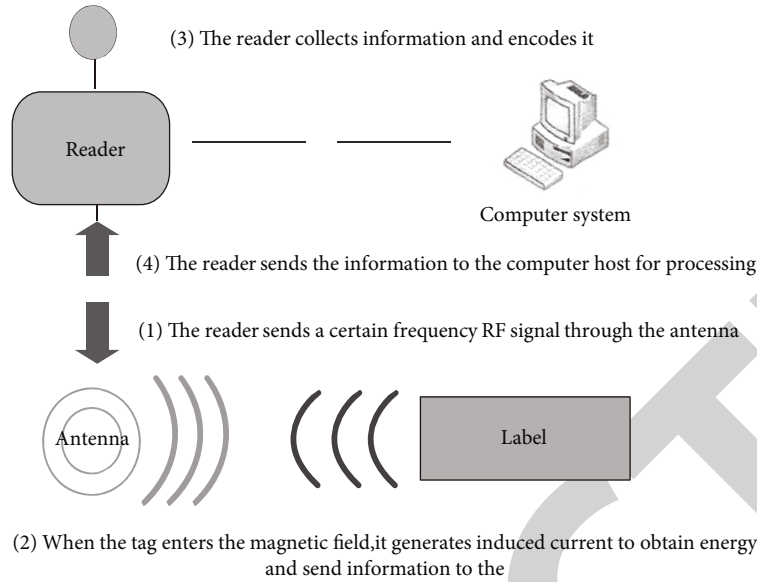 (3) The reader collects information and encodes it
Reader
Computer system
(4) The reader sends the information to the computer host for processing
(1) The reader sends a certain frequency RF signal through the antenna
Antenna
Label
(2) When the tag enters the magnetic field,it generates induced current to obtain energy
and send information to the